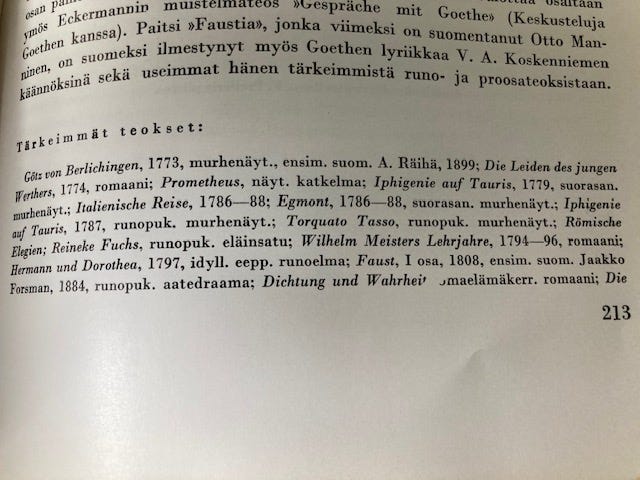 osaltaan
ymös Eckermannin muistelmateos »Gespräche mit Goethe» (Keskusteluja
Goethen kanssa). Paitsi »Faustia», jonka viimeksi on suomentanut Otto Man-
ninen, on suomeksi ilmestynyt myös Goethen lyriikkaa V. A. Koskenniemen
käännöksinä sekä useimmat hänen tärkeimmistä runo- ja proosateoksistaan.
Tärkeimmät teokset:
Götz von Berlichingen, 1773, murhenäyt., ensim. suom. A. Räihä, 1899; Die Leiden des jungen
Werthers, 1774, romaani; Prometheus, näyt. katkelma; Iphigenie auf Tauris, 1779, suorasan.
murhenäyt.; Italienische Reise, 1786—88; Egmont, 1786—88, suorasan. murhenäyt.; Iphigenie
auf Tauris, 1787, runopuk. murhenäyt.; Torquato Tasso, runopuk. murhenäyt.; Römische
Elegien; Reineke Fuchs, runopuk. eläinsatu; Wilhelm Meisters Lehrjahre, 1794—96, romaani;
Hermann und Dorothea, 1797, idyll. eepp. runoelma; Faust, I osa, 1808, ensim. suom. Jaakko
Forsman, 1884, runopuk. aatedraama; Dichtung und romaani; Die
213